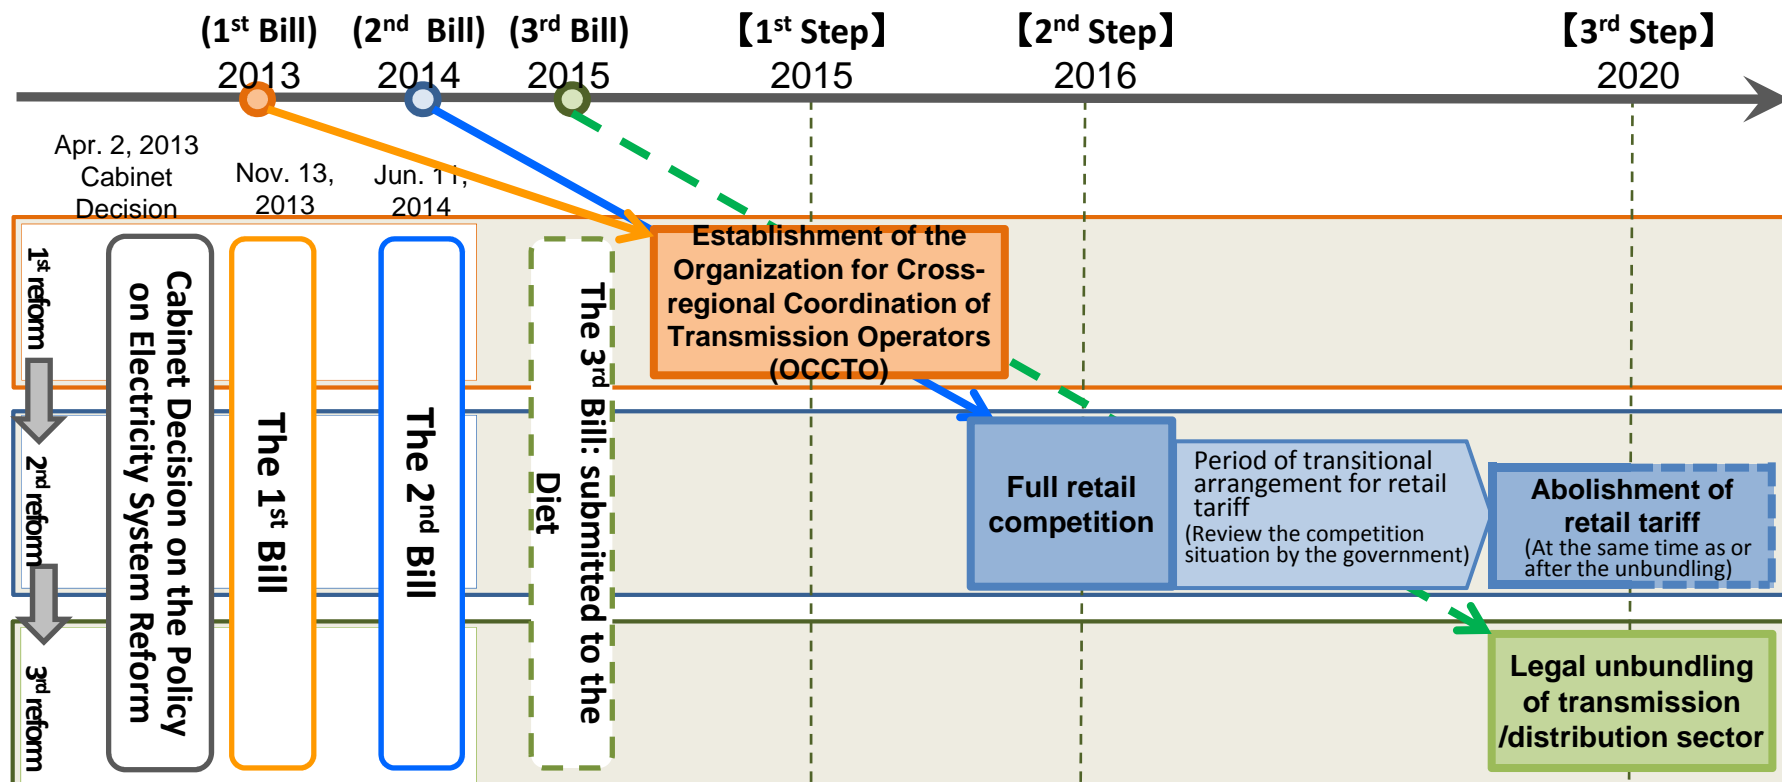 (1st Bill)
(2nd Bill)
(3rd Bill)
【1st Step】
【2nd Step】
【3rd Step】
2013
2014
2015
2015
2016
2020
Apr. 2, 2013
Cabinet
Decision
Nov. 13,
2013
Jun. 11,
2014
1st reform
2nd reform
3rd reform
Cabinet Decision on the Policy
on Electricity System Reform
The 1st Bill
The 2nd Bill
The 3rd Bill: submitted to the
Diet
Establishment of the
Organization for Cross-
regional Coordination of
Transmission Operators
(OCCTO)
Full retail
competition
Period of transitional
arrangement for retail
tariff
(Review the competition
situation by the government)
Abolishment of
retail tariff
(At the same time as or
after the unbundling)
Legal unbundling
of transmission
/distribution sector